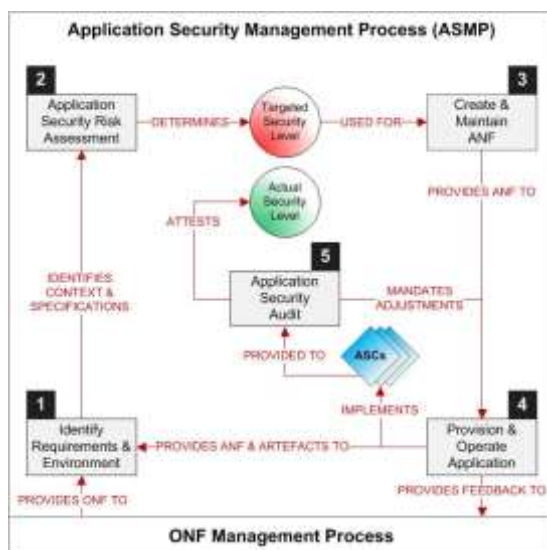 Application Security Management Process (ASMP)
2
Application
Security Risk
Assessment
DETERMINES
Targeted
Security
Level
USED FOR
3
Create &
Maintain
ANF
PROVIDES ANF TO
Actual
Security
Level
ATTESTS
5
Application
Security
Audit
MANDATES
ADJUSTMENTS
IDENTIFIES
CONTEXT &
SPECIFICATIONS
PROVIDED TO
ASCs
IMPLEMENTS
1
Identify
Requirements &
Environment
PROVIDES ANF & ARTEFACTS TO
4
Provision &
Operate
Application
PROVIDES ONF TO
PROVIDES FEEDBACK TO
ONF Management Process